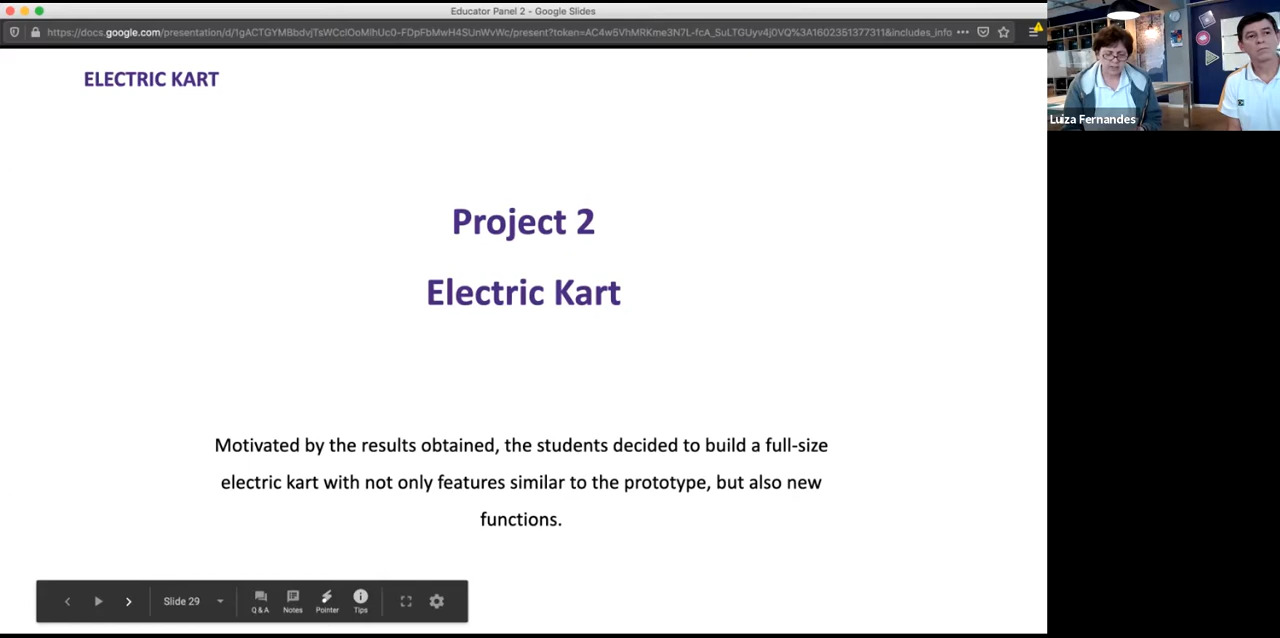 Educator Panel 2 - Google Slides
ELECTRIC KART
Project 2
Electric Kart
Motivated by the results obtained, the students decided to build a full-size
electric kart with not only features similar to the prototype, but also new
functions.
Slide 29
Q & A
Notes
Pointer
Tips
Luiza Fernandes